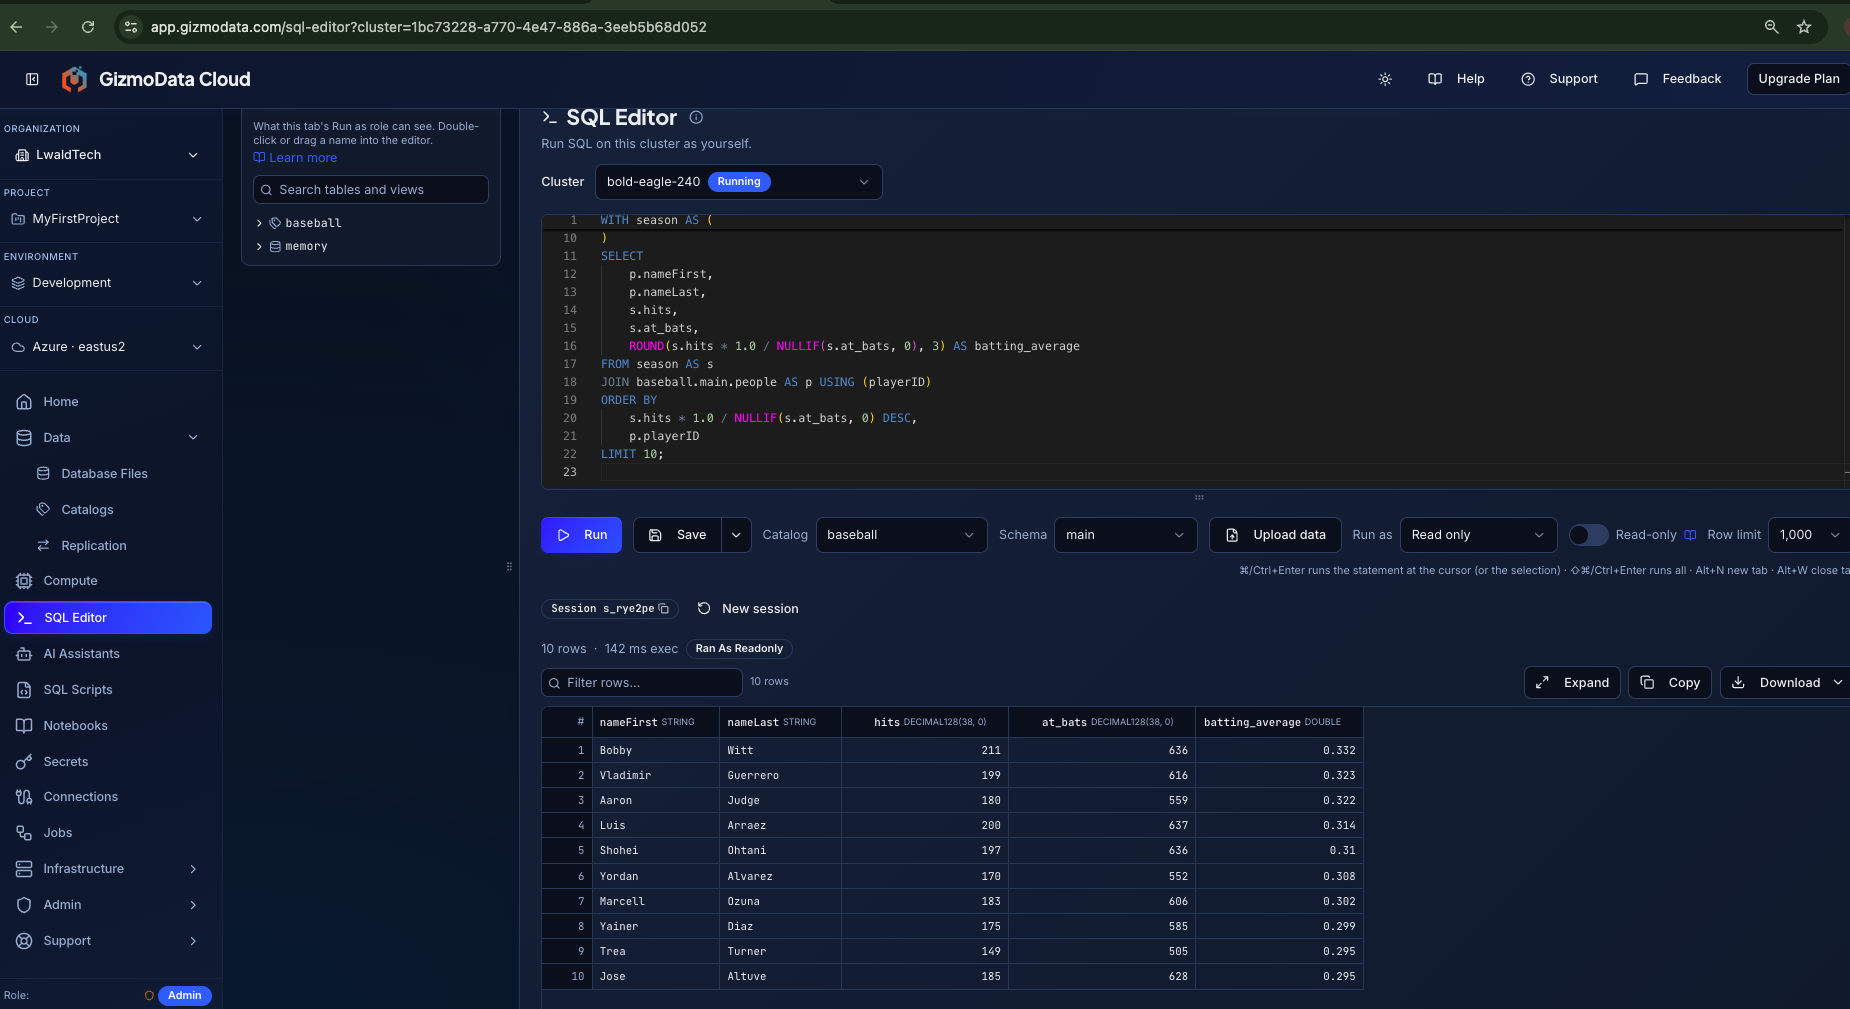 app.gizmodata.com/sql-editor?cluster=1bc73228-a770-4e47-886a-3eeb5b68d052
GizmoData Cloud
Help
Support
Feedback
Upgrade Plan
ORGANIZATION
LwaldTech
PROJECT
MyFirstProject
ENVIRONMENT
Development
CLOUD
Azure · eastus2
Home
Data
Database Files
Catalogs
Replication
Compute
SQL Editor
AI Assistants
SQL Scripts
Notebooks
Secrets
Connections
Jobs
Infrastructure
Admin
Support
Role:
Admin
What this tab's Run as role can see. Double-
click or drag a name into the editor.
Learn more
Search tables and views
baseball
memory
SQL Editor
Run SQL on this cluster as yourself.
Cluster bold-eagle-240 Running
1 WITH season AS (
10 )
11 SELECT
12 p.nameFirst,
13 p.nameLast,
14 s.hits,
15 s.at_bats,
16 ROUND(s.hits * 1.0 / NULLIF(s.at_bats, 0), 3) AS batting_average
17 FROM season AS s
18 JOIN baseball.main.people AS p USING (playerID)
19 ORDER BY
20 s.hits * 1.0 / NULLIF(s.at_bats, 0) DESC,
21 p.playerID
22 LIMIT 10;
23
Run Save Catalog baseball Schema main Upload data Run as Read only Read-only Row limit 1,000
⌘/Ctrl+Enter runs the statement at the cursor (or the selection) · ⇧⌘/Ctrl+Enter runs all · Alt+N new tab · Alt+W close ta
Session s_rye2pe New session
10 rows · 142 ms exec Ran As Readonly
Filter rows... 10 rows
Expand Copy Download
# nameFirst STRING nameLast STRING hits DECIMAL128(38, 0) at_bats DECIMAL128(38, 0) batting_average DOUBLE
1 Bobby Witt 211 636 0.332
2 Vladimir Guerrero 199 616 0.323
3 Aaron Judge 180 559 0.322
4 Luis Arraez 200 637 0.314
5 Shohei Ohtani 197 636 0.31
6 Yordan Alvarez 170 552 0.308
7 Marcell Ozuna 183 606 0.302
8 Yainer Diaz 175 585 0.299
9 Trea Turner 149 505 0.295
10 Jose Altuve 185 628 0.295